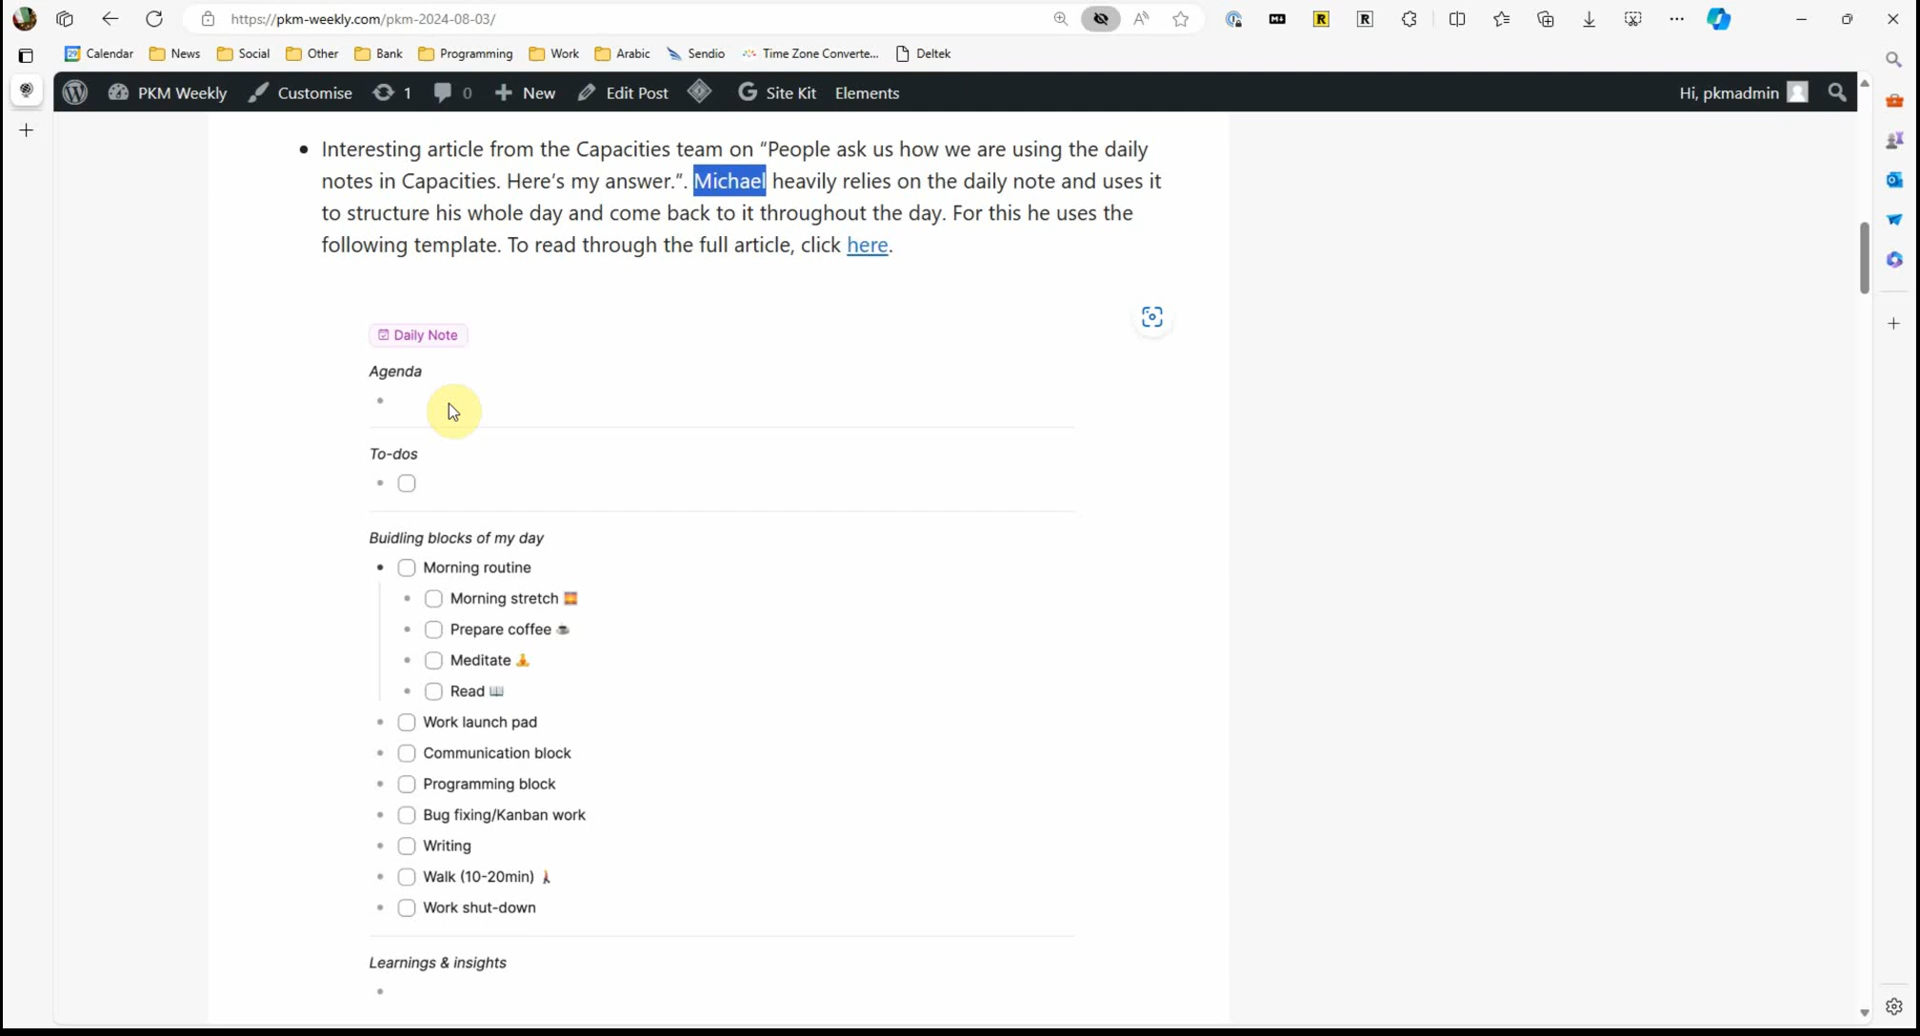 https://pkm-weekly.com/pkm-2024-08-03/
Calendar News Social Other Bank Programming Work Arabic Sendio Time Zone Converte... Deltek
PKM Weekly Customise 1 0 New Edit Post Site Kit Elements Hi, pkmadmin
• Interesting article from the Capacities team on “People ask us how we are using the daily
notes in Capacities. Here’s my answer.”. Michael heavily relies on the daily note and uses it
to structure his whole day and come back to it throughout the day. For this he uses the
following template. To read through the full article, click here.
Daily Note
Agenda
To-dos
Buidling blocks of my day
Morning routine
Morning stretch 🌅
Prepare coffee ☕
Meditate 🧘
Read 📖
Work launch pad
Communication block
Programming block
Bug fixing/Kanban work
Writing
Walk (10-20min) 🚶
Work shut-down
Learnings & insights